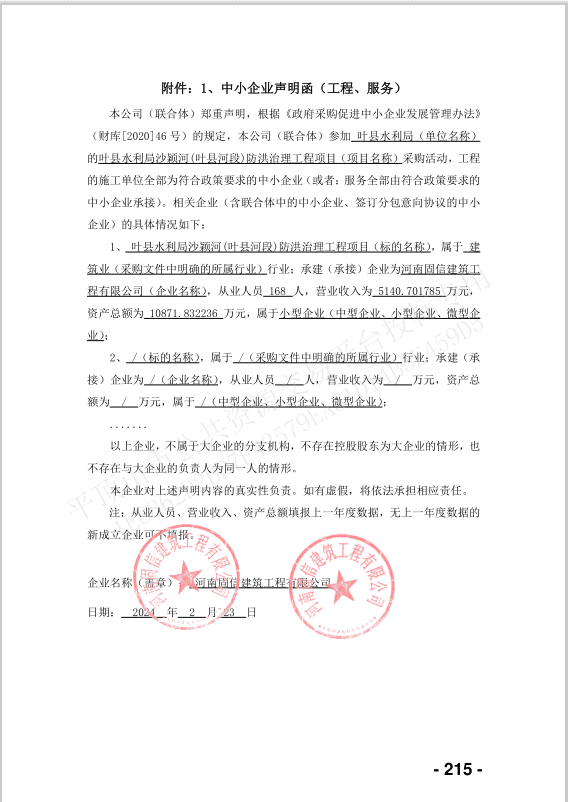 附件：1、中小企业声明函（工程、服务）
本公司（联合体）郑重声明，根据《政府采购促进中小企业发展管理办法》
（财库[2020]46 号）的规定，本公司（联合体）参加 叶县水利局（单位名称）
的叶县水利局沙颍河(叶县河段)防洪治理工程项目（项目名称）采购活动，工程
的施工单位全部为符合政策要求的中小企业（或者：服务全部由符合政策要求的
中小企业承接）。相关企业（含联合体中的中小企业、签订分包意向协议的中小
企业）的具体情况如下：
1、 叶县水利局沙颍河(叶县河段)防洪治理工程项目（标的名称），属于 建
筑业（采购文件中明确的所属行业）行业；承建（承接）企业为河南固信建筑工
程有限公司（企业名称），从业人员 168 人，营业收入为 5140.701785 万元，
资产总额为 10871.832236 万元，属于小型企业（中型企业、小型企业、微型企
业）；
2、 /（标的名称），属于 /（采购文件中明确的所属行业）行业；承建（承
接）企业为 /（企业名称），从业人员 / 人，营业收入为 / 万元，资产总
额为 / 万元，属于 /（中型企业、小型企业、微型企业）；
.......
以上企业，不属于大企业的分支机构，不存在控股股东为大企业的情形，也
不存在与大企业的负责人为同一人的情形。
本企业对上述声明内容的真实性负责。如有虚假，将依法承担相应责任。
注：从业人员、营业收入、资产总额填报上一年度数据，无上一年度数据的
新成立企业可不填报。
企业名称（盖章）： 河南固信建筑工程有限公司
日期： 2024 年 2 月 23 日
河南固信建筑工程有限公司
河南固信建筑工程有限公司
- 215 -